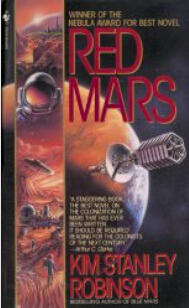 WINNER OF THE
NEBULA AWARD FOR BEST NOVEL
RED
MARS
"A STAGGERING BOOK.
THE BEST NOVEL ON
THE COLONIZATION OF
MARS THAT HAS EVER
BEEN WRITTEN.
IT SHOULD BE REQUIRED
READING FOR THE COLONISTS
OF THE NEXT CENTURY."
—Arthur C. Clarke
KIM STANLEY
ROBINSON
BESTSELLING AUTHOR OF BLUE MARS